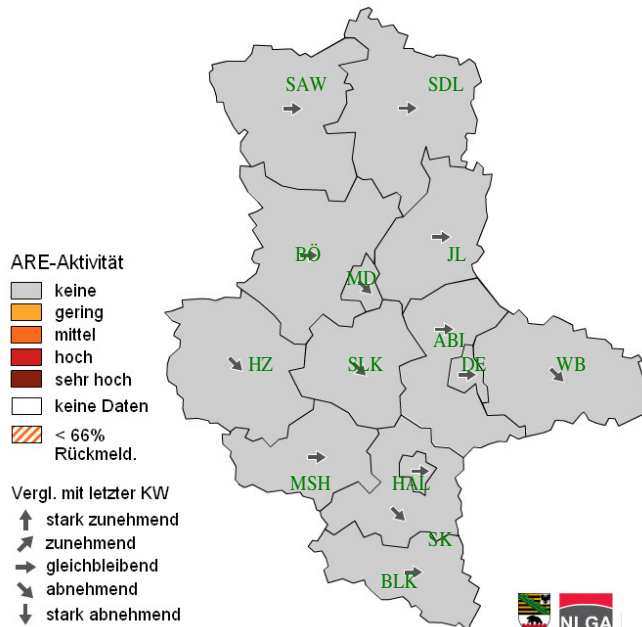 SAW
SDL
BÖ
JL
MD
ABI
HZ
SLK
DE
WB
MSH
HAL
SK
BLK
ARE-Aktivität
keine
gering
mittel
hoch
sehr hoch
keine Daten
< 66%
Rückmeld.
Vergl. mit letzter KW
stark zunehmend
zunehmend
gleichbleibend
abnehmend
stark abnehmend
NLGA